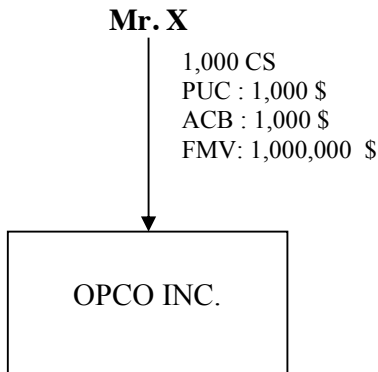 Mr. X
1,000 CS
PUC : 1,000 $
ACB : 1,000 $
FMV: 1,000,000 $
OPCO INC.